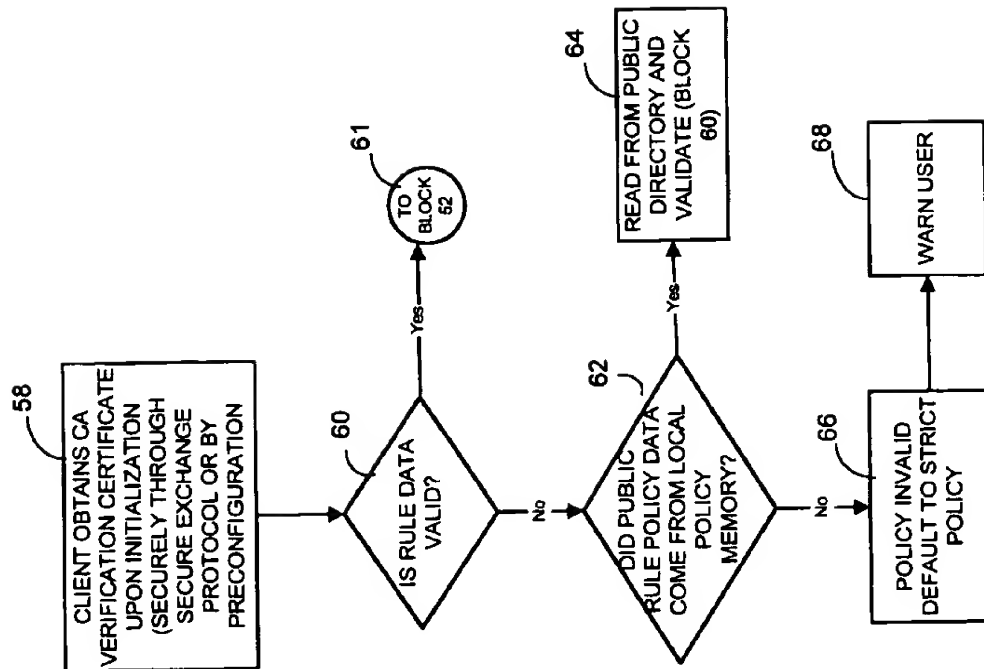 58
CLIENT OBTAINS CA
VERIFICATION CERTIFICATE
UPON INITIALIZATION
(SECURELY THROUGH
SECURE EXCHANGE
PROTOCOL OR BY
PRECONFIGURATION
60
IS RULE DATA
VALID?
Yes
61
TO
BLOCK
52
No
62
DID PUBLIC
RULE POLICY DATA
COME FROM LOCAL
POLICY
MEMORY?
Yes
64
READ FROM PUBLIC
DIRECTORY AND
VALIDATE (BLOCK
60)
No
66
POLICY INVALID
DEFAULT TO STRICT
POLICY
68
WARN USER